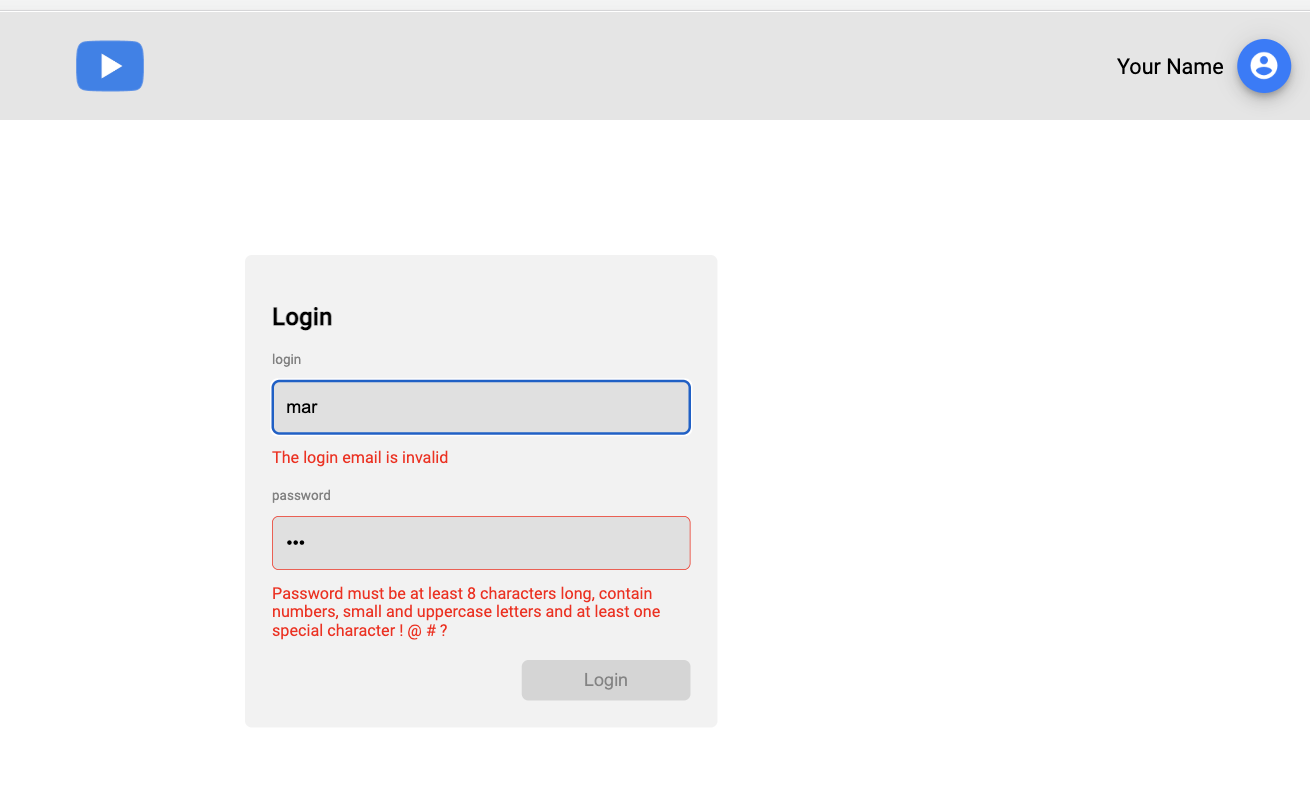 Your Name
Login
login
mar
The login email is invalid
password
•••
Password must be at least 8 characters long, contain
numbers, small and uppercase letters and at least one
special character ! @ # ?
Login